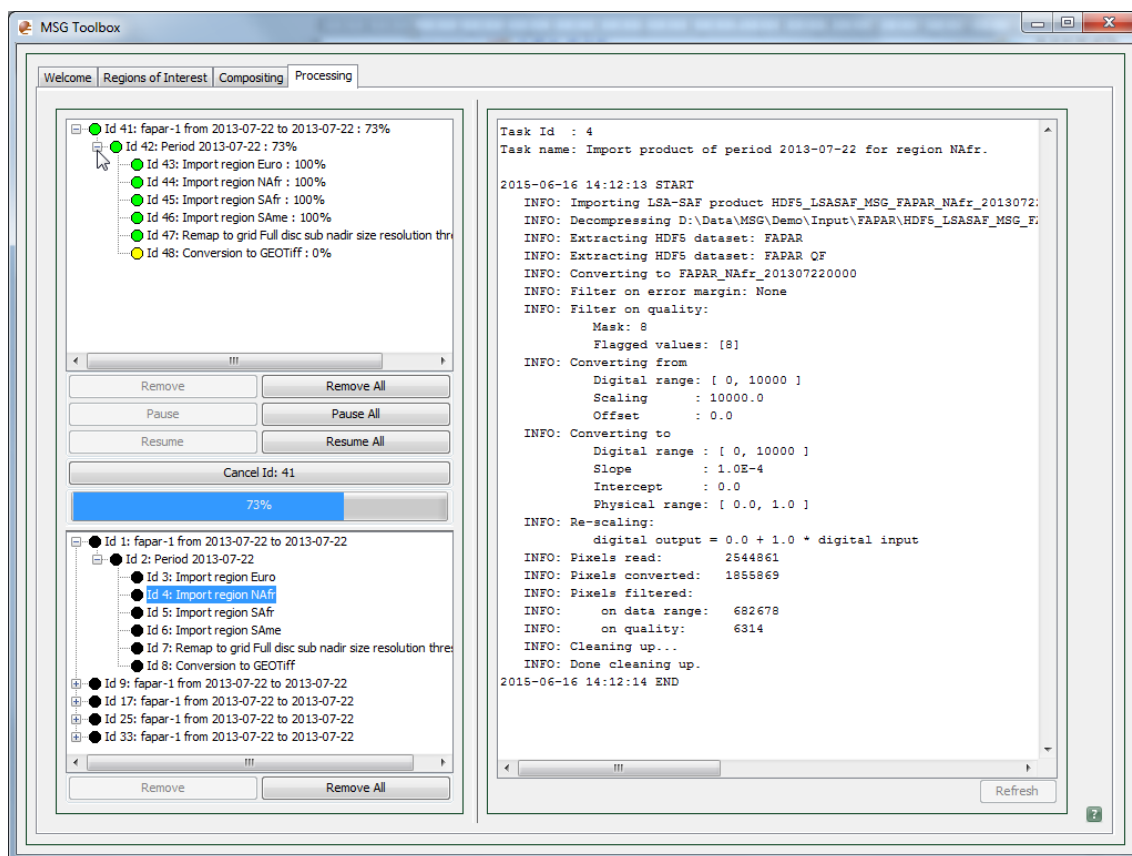 MSG Toolbox
Welcome Regions of Interest Compositing Processing
Id 41: fapar-1 from 2013-07-22 to 2013-07-22 : 73%
Id 42: Period 2013-07-22 : 73%
Id 43: Import region Euro : 100%
Id 44: Import region NAfr : 100%
Id 45: Import region SAfr : 100%
Id 46: Import region SAme : 100%
Id 47: Remap to grid Full disc sub nadir size resolution thre
Id 48: Conversion to GEOTiff : 0%
Remove Remove All
Pause Pause All
Resume Resume All
Cancel Id: 41
73%
Id 1: fapar-1 from 2013-07-22 to 2013-07-22
Id 2: Period 2013-07-22
Id 3: Import region Euro
Id 4: Import region NAfr
Id 5: Import region SAfr
Id 6: Import region SAme
Id 7: Remap to grid Full disc sub nadir size resolution thres
Id 8: Conversion to GEOTiff
Id 9: fapar-1 from 2013-07-22 to 2013-07-22
Id 17: fapar-1 from 2013-07-22 to 2013-07-22
Id 25: fapar-1 from 2013-07-22 to 2013-07-22
Id 33: fapar-1 from 2013-07-22 to 2013-07-22
Remove Remove All
Task Id : 4
Task name: Import product of period 2013-07-22 for region NAfr.
2015-06-16 14:12:13 START
INFO: Importing LSA-SAF product HDF5_LSASAF_MSG_FAPAR_NAfr_2013072
INFO: Decompressing D:\Data\MSG\Demo\Input\FAPAR\HDF5_LSASAF_MSG_FA
INFO: Extracting HDF5 dataset: FAPAR
INFO: Extracting HDF5 dataset: FAPAR QF
INFO: Converting to FAPAR_NAfr_201307220000
INFO: Filter on error margin: None
INFO: Filter on quality:
Mask: 8
Flagged values: [8]
INFO: Converting from
Digital range: [ 0, 10000 ]
Scaling : 10000.0
Offset : 0.0
INFO: Converting to
Digital range : [ 0, 10000 ]
Slope : 1.0E-4
Intercept : 0.0
Physical range: [ 0.0, 1.0 ]
INFO: Re-scaling:
digital output = 0.0 + 1.0 * digital input
INFO: Pixels read: 2544861
INFO: Pixels converted: 1855869
INFO: Pixels filtered:
INFO: on data range: 682678
INFO: on quality: 6314
INFO: Cleaning up...
INFO: Done cleaning up.
2015-06-16 14:12:14 END
Refresh
?